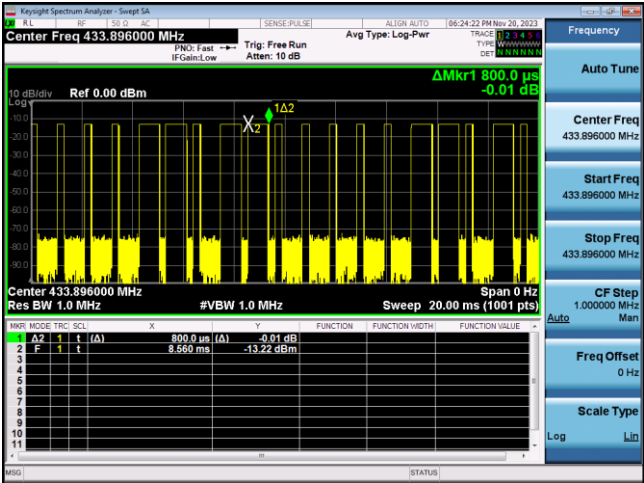 Keysight Spectrum Analyzer - Swept SA
RL RF 50 Ω AC SENSE:PULSE ALIGN AUTO 06:24:22 PM Nov 20, 2023
Center Freq 433.896000 MHz
PNO: Fast
IFGain:Low
Trig: Free Run
Atten: 10 dB
Avg Type: Log-Pwr
TRACE 1 2 3 4 5 6
TYPE WWWWWW
DET N N N N N N
Frequency
ΔMkr1 800.0 µs
-0.01 dB
10 dB/div Ref 0.00 dBm
Log
1Δ2
X2
-10.0
-20.0
-30.0
-40.0
-50.0
-60.0
-70.0
-80.0
-90.0
Center 433.896000 MHz Span 0 Hz
Res BW 1.0 MHz #VBW 1.0 MHz Sweep 20.00 ms (1001 pts)
MKR MODE TRC SCL X Y FUNCTION FUNCTION WIDTH FUNCTION VALUE
1 Δ2 1 t (Δ) 800.0 µs (Δ) -0.01 dB
2 F 1 t 8.560 ms -13.22 dBm
3
4
5
6
7
8
9
10
11
MSG STATUS
Auto Tune
Center Freq
433.896000 MHz
Start Freq
433.896000 MHz
Stop Freq
433.896000 MHz
CF Step
1.000000 MHz
Auto Man
Freq Offset
0 Hz
Scale Type
Log Lin